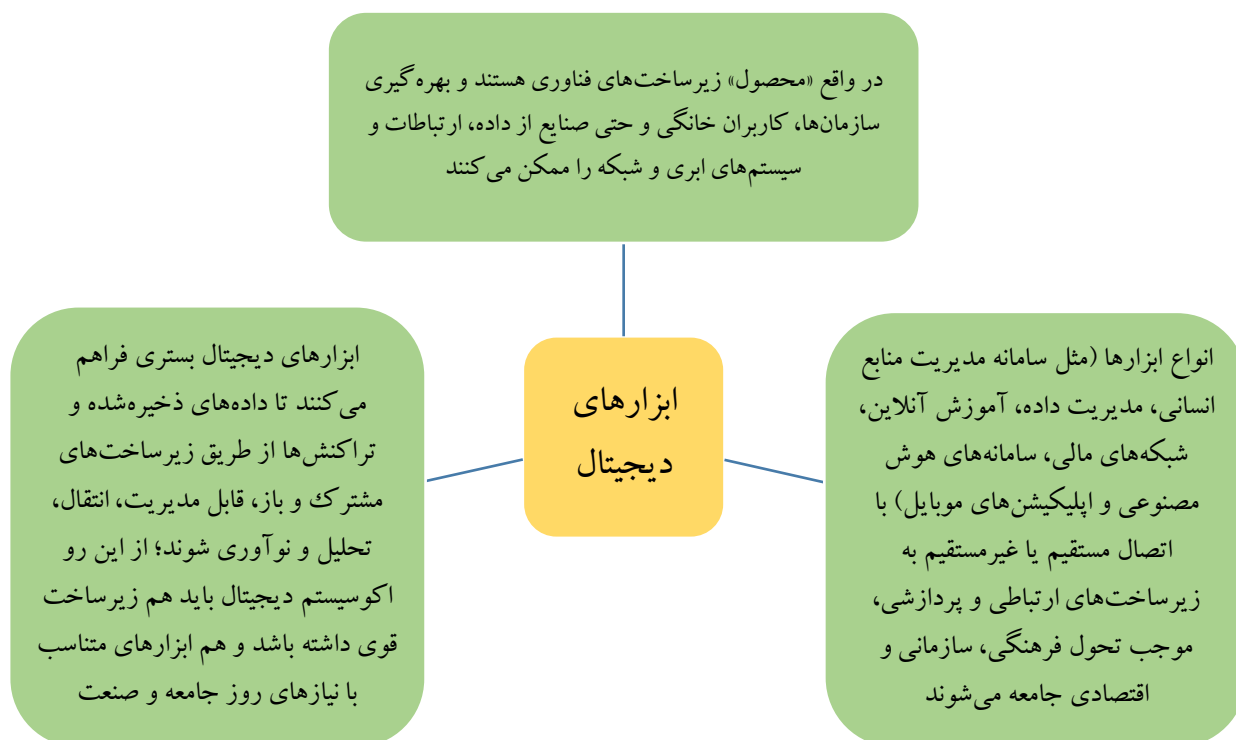 در واقع «محصول» زیرساخت‌های فناوری هستند و بهره‌گیری
سازمان‌ها، کاربران خانگی و حتی صنایع از داده، ارتباطات و
سیستم‌های ابری و شبکه را ممکن می‌کنند
ابزارهای
دیجیتال
انواع ابزارها (مثل سامانه مدیریت منابع
انسانی، مدیریت داده، آموزش آنلاین،
شبکه‌های مالی، سامانه‌های هوش
مصنوعی و اپلیکیشن‌های موبایل) با
اتصال مستقیم یا غیرمستقیم به
زیرساخت‌های ارتباطی و پردازشی،
موجب تحول فرهنگی، سازمانی و
اقتصادی جامعه می‌شوند
ابزارهای دیجیتال بستری فراهم
می‌کنند تا داده‌های ذخیره‌شده و
تراکنش‌ها از طریق زیرساخت‌های
مشترک و باز، قابل مدیریت، انتقال،
تحلیل و نوآوری شوند؛ از این رو
اکوسیستم دیجیتال باید هم زیرساخت
قوی داشته باشد و هم ابزارهای متناسب
با نیازهای روز جامعه و صنعت